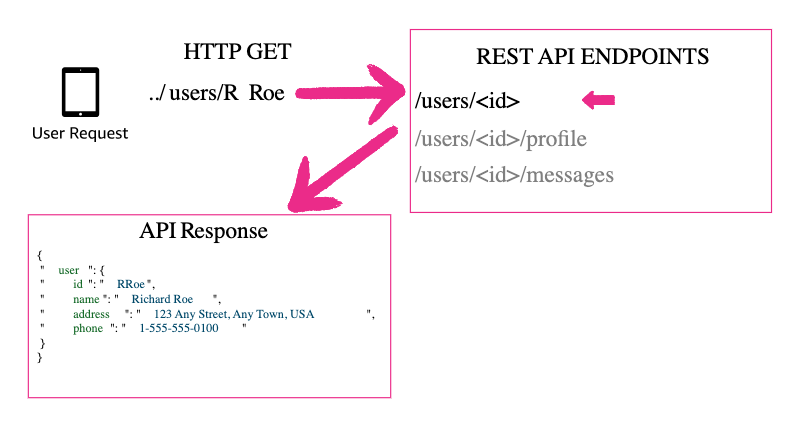 HTTP GET
../users/R Roe
User Request
REST API ENDPOINTS
/users/<id>
/users/<id>/profile
/users/<id>/messages
API Response
{
" user ": {
" id ": " RRoe ",
" name ": " Richard Roe ",
" address ": " 123 Any Street, Any Town, USA ",
" phone ": " 1-555-555-0100 "
}
}